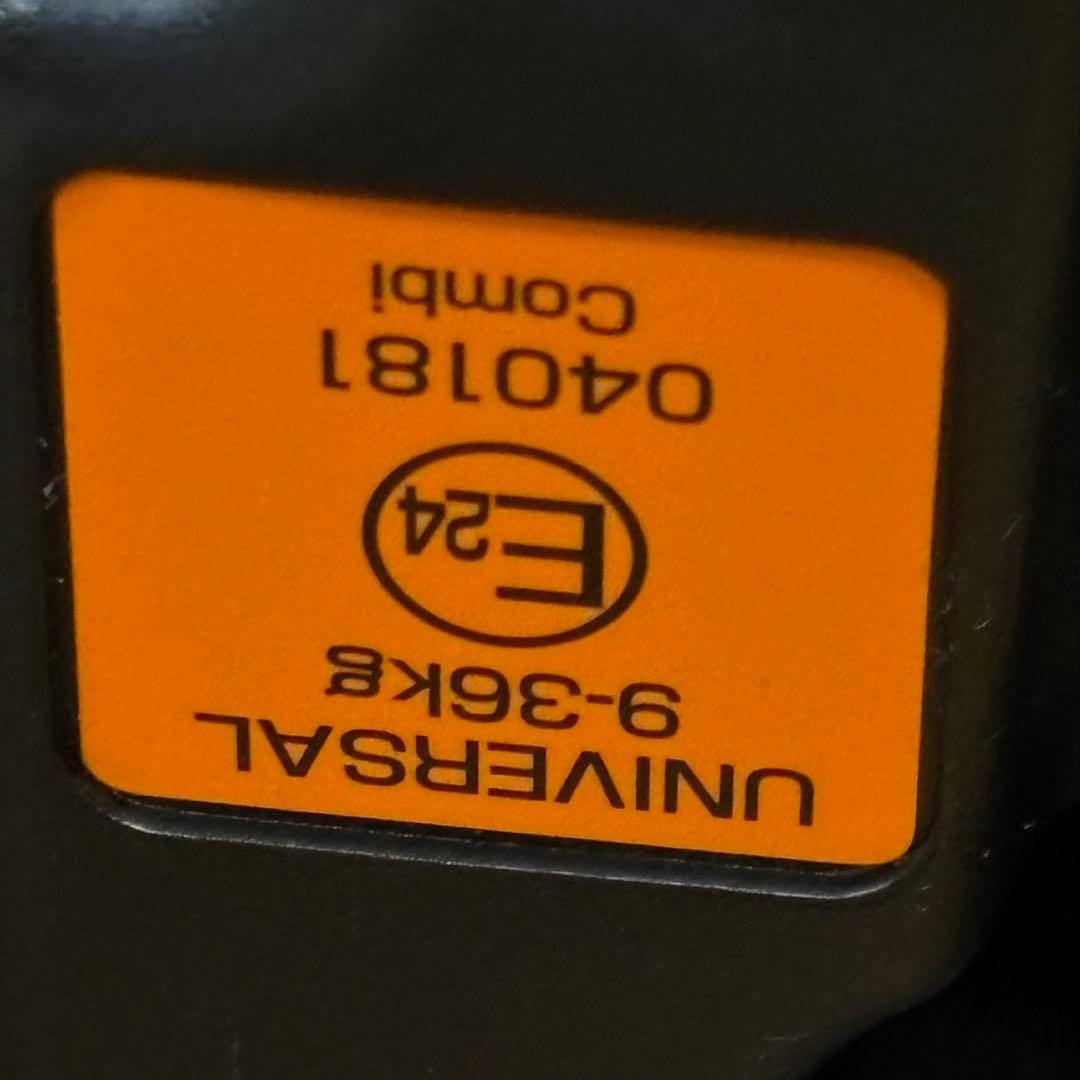 UNIVERSAL
9-36kg
E24
040181
Combi